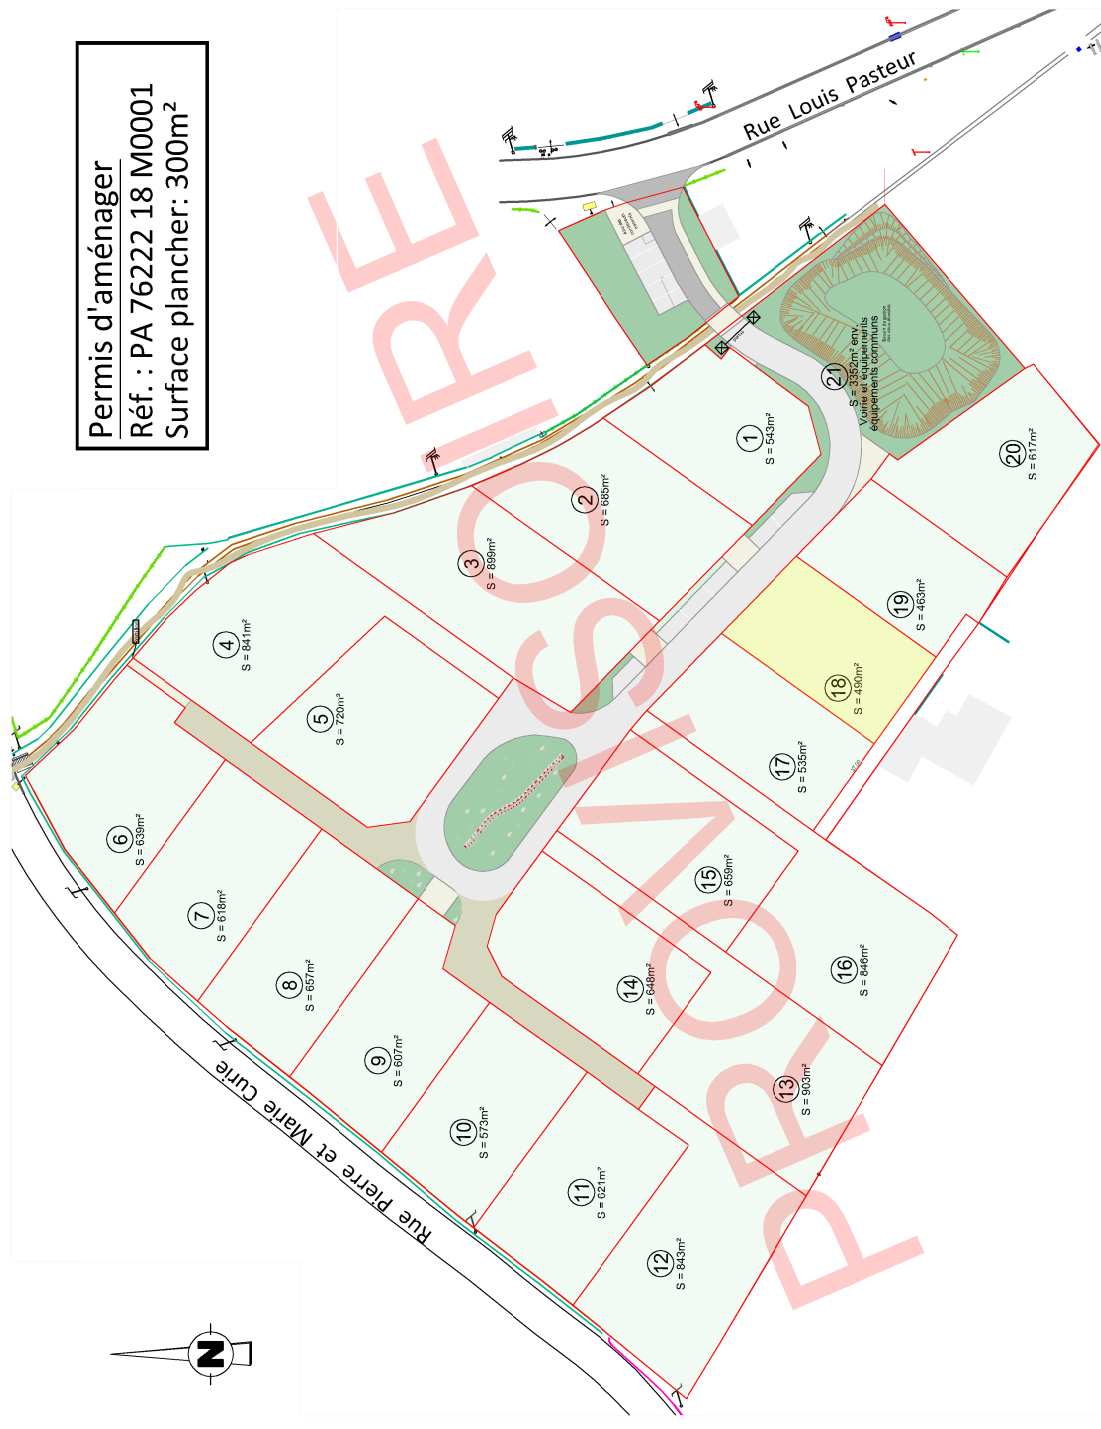 Permis d'aménager
Réf. : PA 76222 18 M0001
Surface plancher: 300m²
Rue Louis Pasteur
Rue Pierre et Marie Curie
PROVISOIRE
N
1
S = 543m²
2
S = 685m²
3
S = 899m²
4
S = 841m²
5
S = 720m²
6
S = 639m²
7
S = 618m²
8
S = 657m²
9
S = 607m²
10
S = 573m²
11
S = 621m²
12
S = 843m²
13
S = 903m²
14
S = 648m²
15
S = 659m²
16
S = 846m²
17
S = 535m²
18
S = 490m²
19
S = 463m²
20
S = 617m²
21
S = 3352m² env.
Voirie et équipements
équipements communs